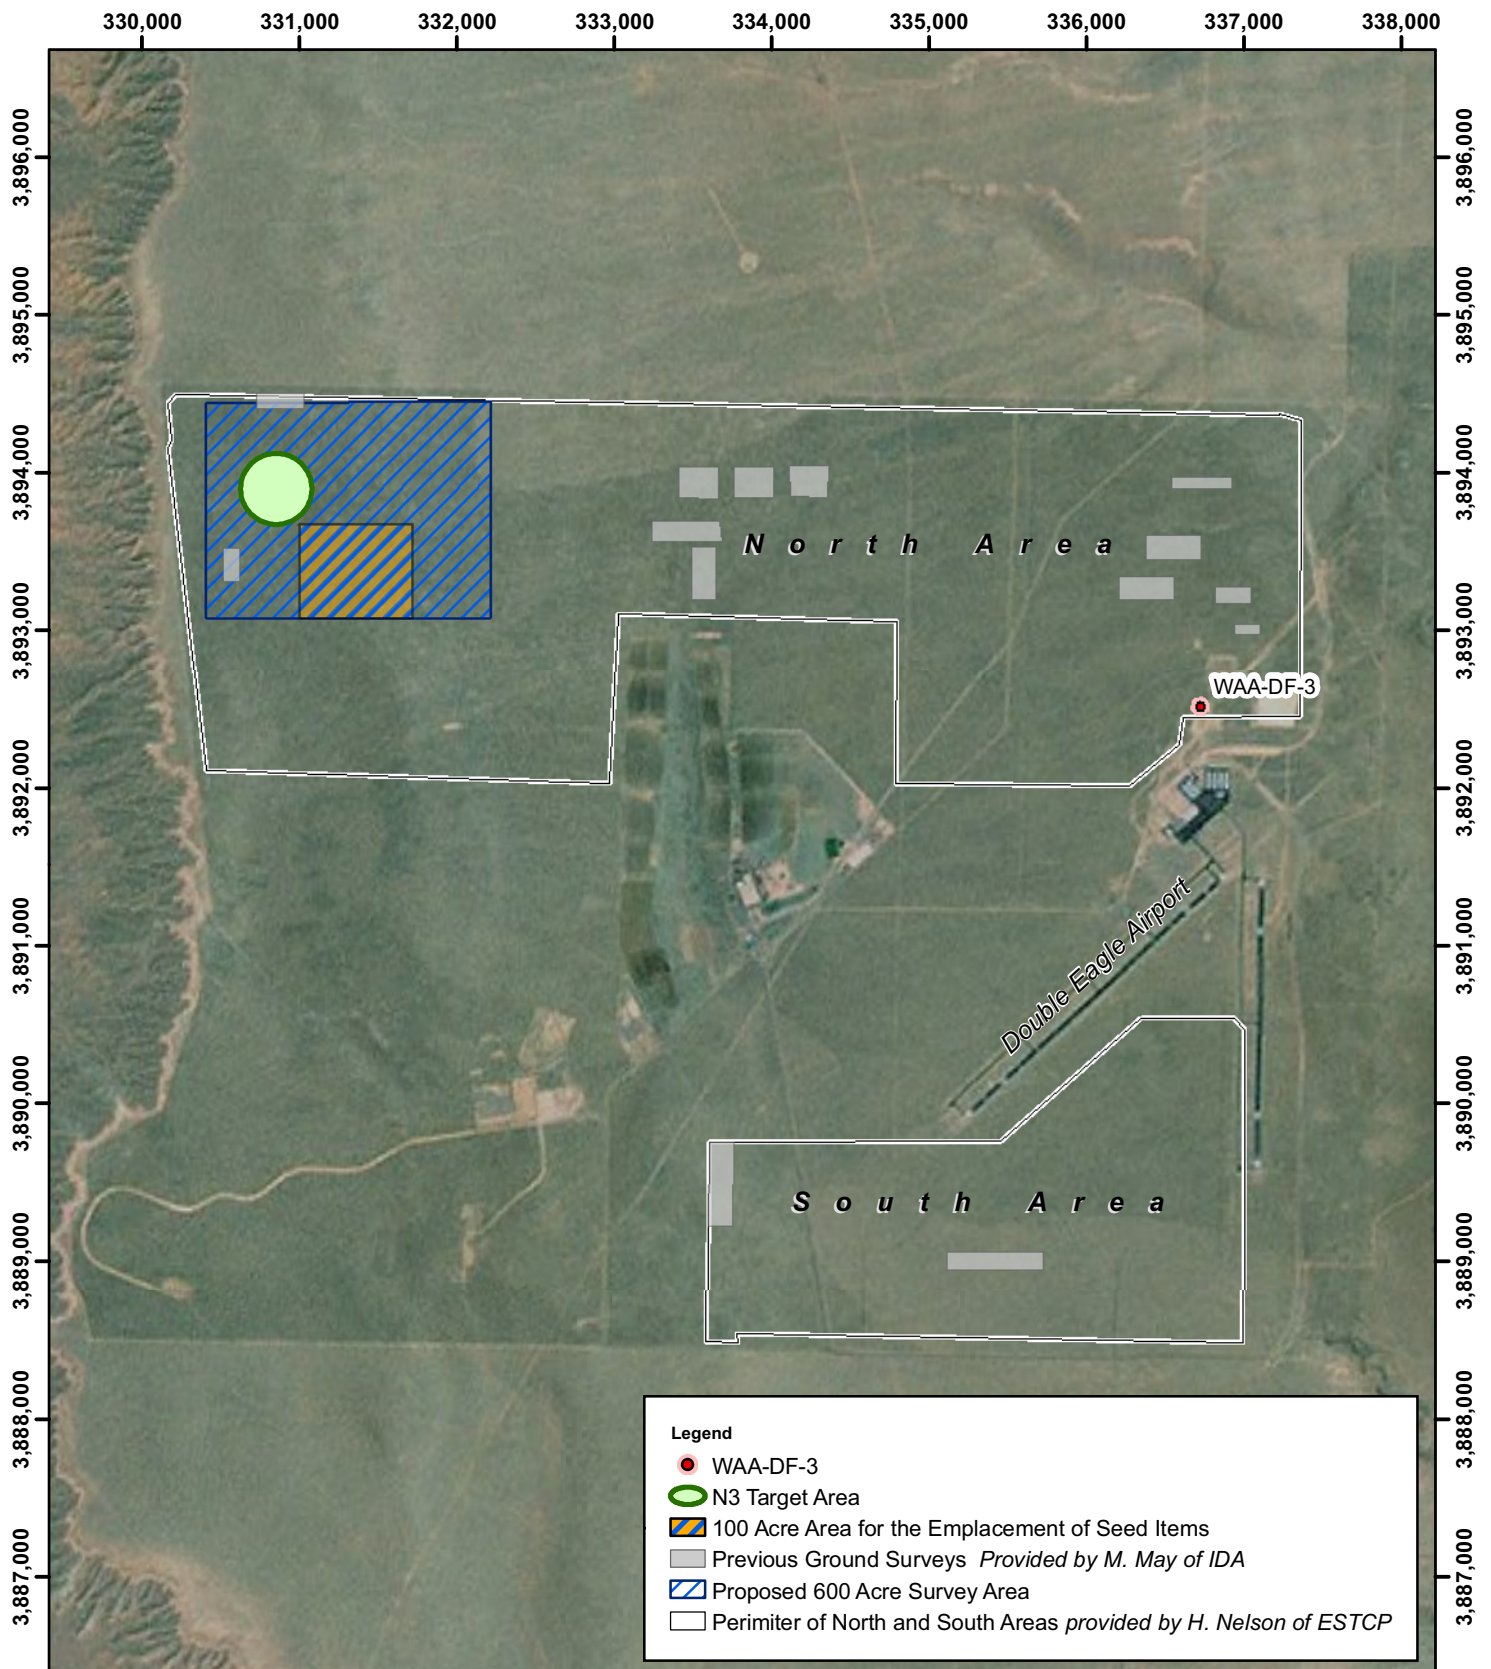 330,000 331,000 332,000 333,000 334,000 335,000 336,000 337,000 338,000
3,896,000 3,896,000
3,895,000 3,895,000
3,894,000 3,894,000
North Area
3,893,000 3,893,000
WAA-DF-3
3,892,000 3,892,000
Double Eagle Airport
3,891,000 3,891,000
3,890,000 3,890,000
South Area
3,889,000 3,889,000
3,888,000 3,888,000
3,887,000 3,887,000
Legend
WAA-DF-3
N3 Target Area
100 Acre Area for the Emplacement of Seed Items
Previous Ground Surveys Provided by M. May of IDA
Proposed 600 Acre Survey Area
Perimiter of North and South Areas provided by H. Nelson of ESTCP